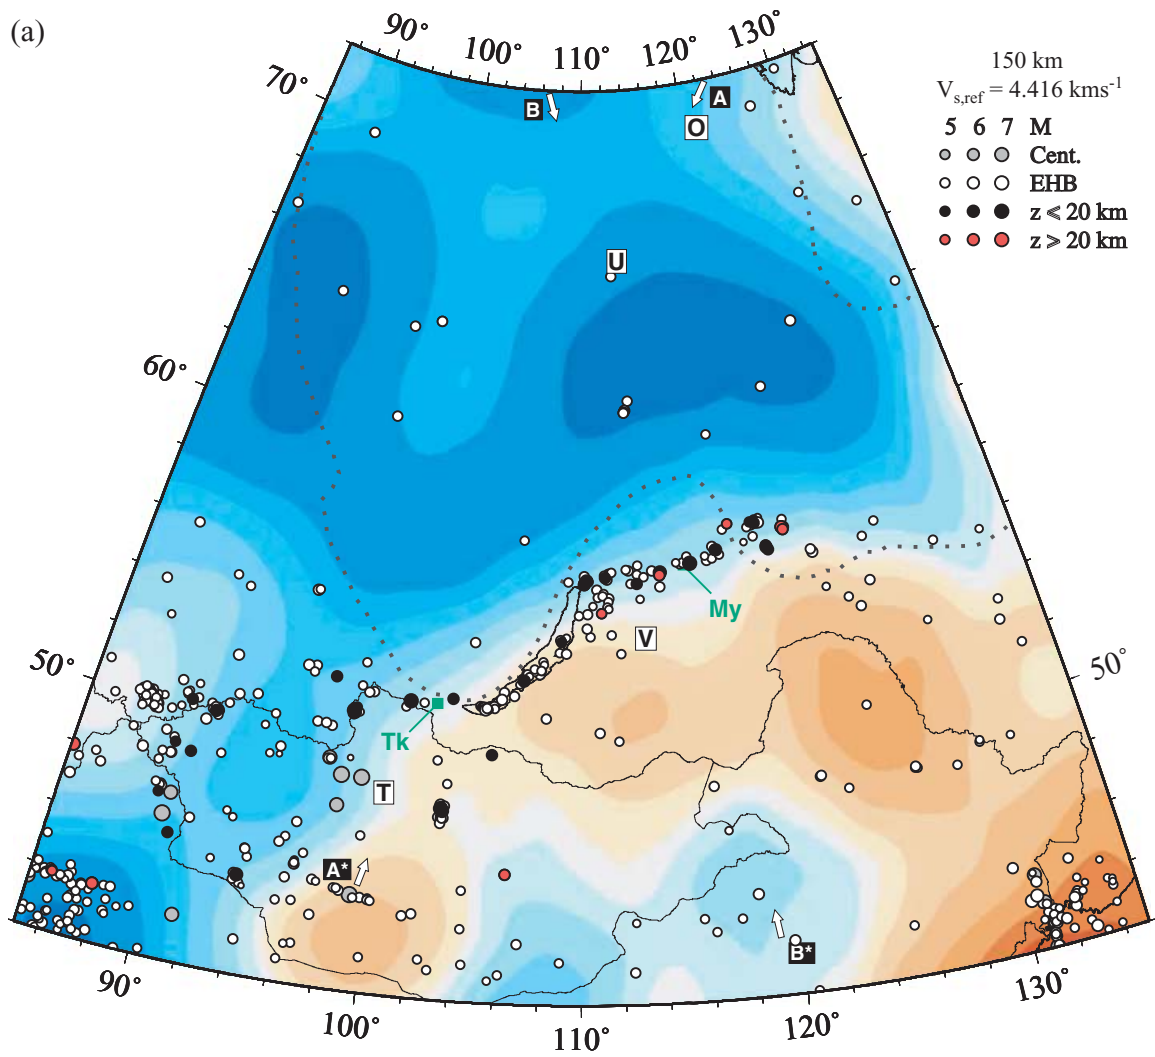 (a)
90° 100° 110° 120° 130°
150 km
V_s,ref = 4.416 kms⁻¹
5 6 7 M
Cent.
EHB
z ⩽ 20 km
z ⩾ 20 km
70°
B
A
O
U
60°
My
V
50°
50°
Tk
T
A*
B*
90°
100°
110°
120°
130°